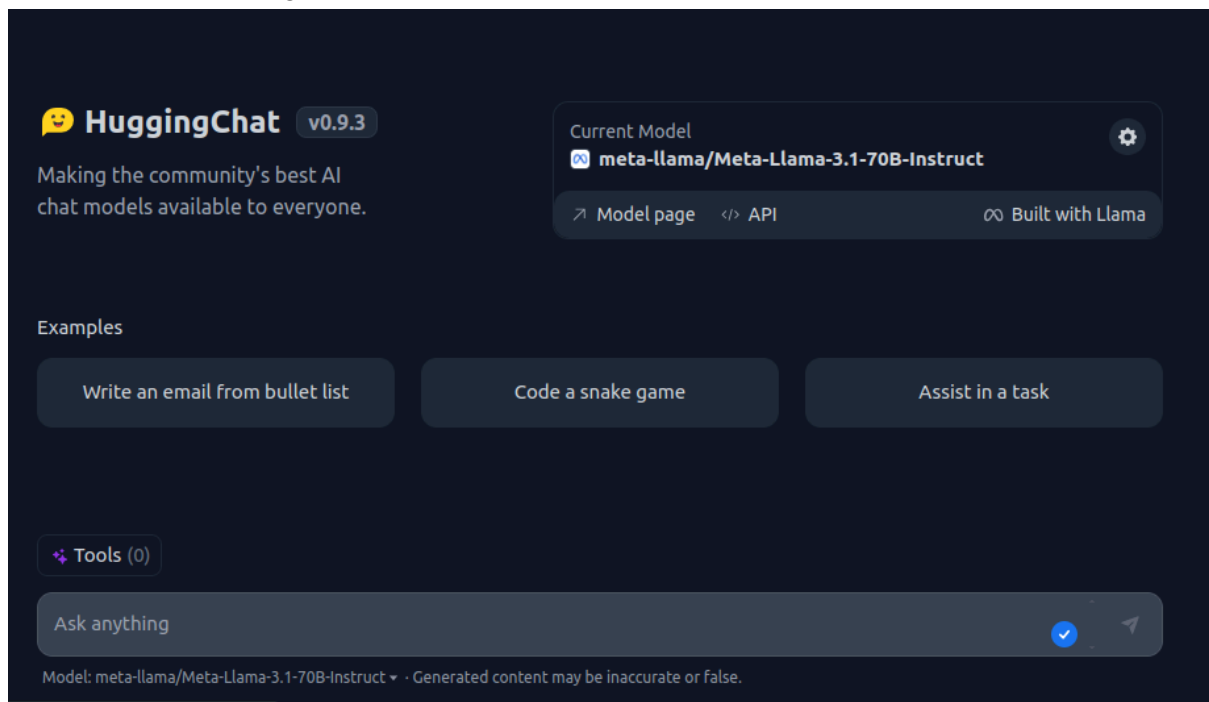 HuggingChat v0.9.3
Making the community's best AI
chat models available to everyone.
Current Model
meta-llama/Meta-Llama-3.1-70B-Instruct
Model page </> API Built with Llama
Examples
Write an email from bullet list
Code a snake game
Assist in a task
Tools (0)
Ask anything
Model: meta-llama/Meta-Llama-3.1-70B-Instruct · Generated content may be inaccurate or false.